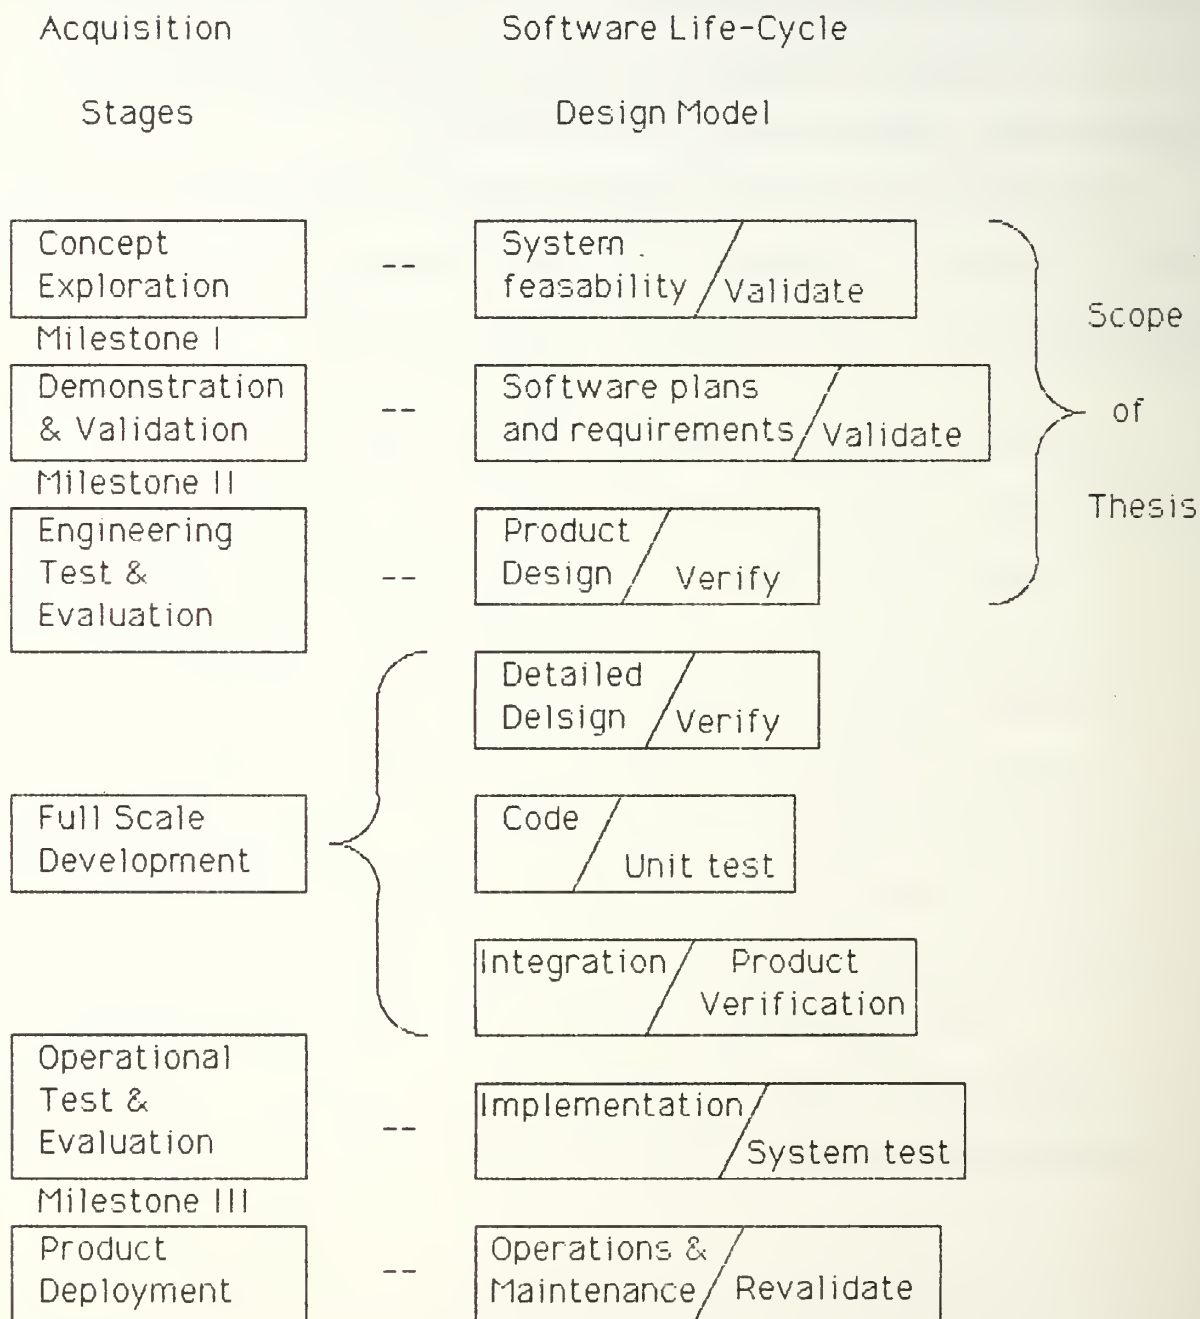 Acquisition
Stages
Software Life-Cycle
Design Model
Concept
Exploration
--
System
feasability / Validate
Milestone I
Demonstration
& Validation
--
Software plans
and requirements / Validate
Milestone II
Engineering
Test &
Evaluation
--
Product
Design / Verify
Scope
of
Thesis
Detailed
Delsign / Verify
Full Scale
Development
Code
Unit test
Integration / Product
Verification
Operational
Test &
Evaluation
--
Implementation
System test
Milestone III
Product
Deployment
--
Operations &
Maintenance / Revalidate